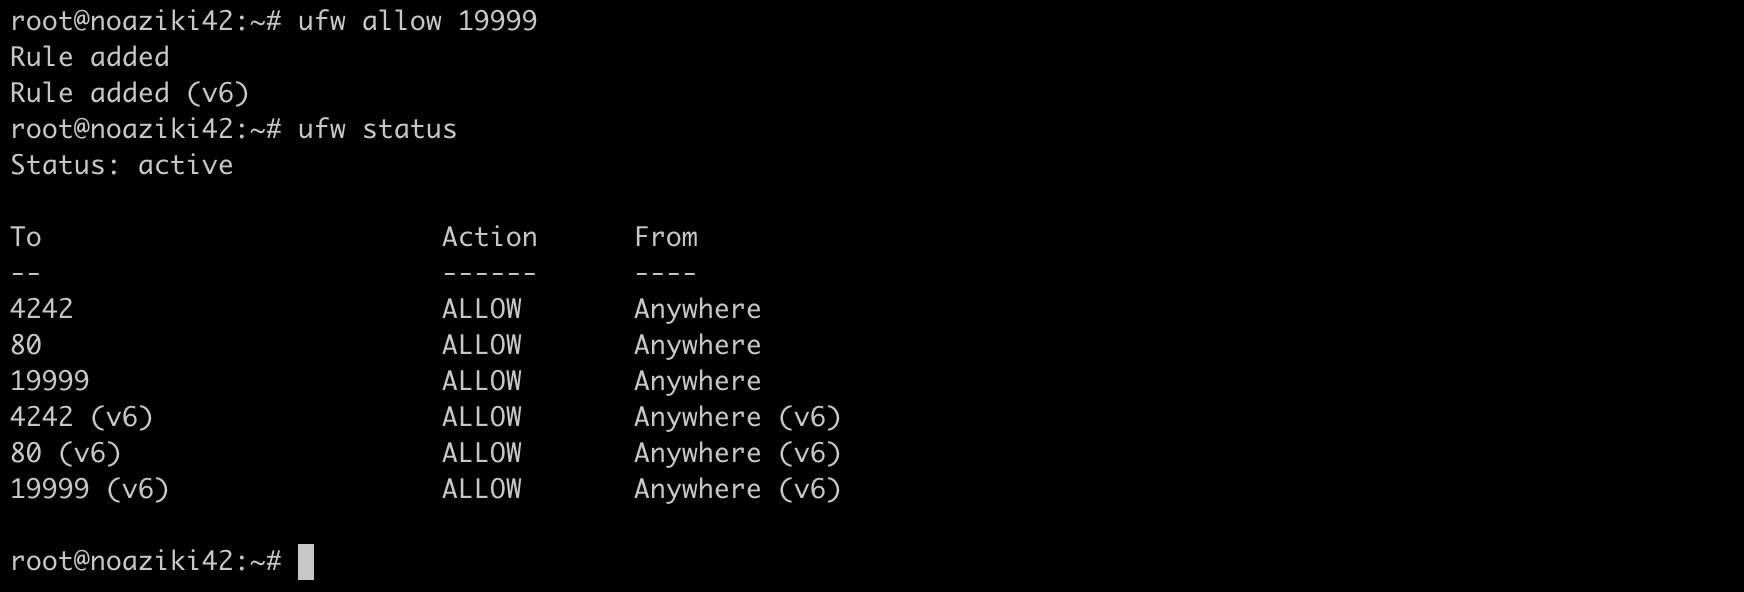 root@noaziki42:~# ufw allow 19999
Rule added
Rule added (v6)
root@noaziki42:~# ufw status
Status: active
To                         Action      From
--                         ------      ----
4242                       ALLOW       Anywhere
80                         ALLOW       Anywhere
19999                      ALLOW       Anywhere
4242 (v6)                  ALLOW       Anywhere (v6)
80 (v6)                    ALLOW       Anywhere (v6)
19999 (v6)                 ALLOW       Anywhere (v6)
root@noaziki42:~#